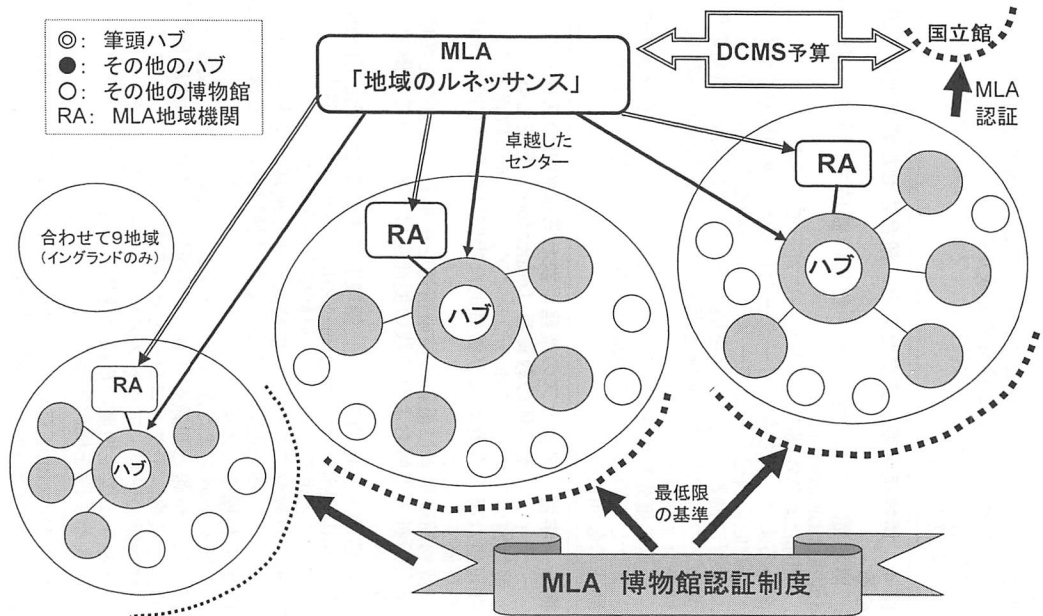 ◎: 筆頭ハブ
●: その他のハブ
○: その他の博物館
RA: MLA地域機関
MLA
「地域のルネッサンス」
DCMS予算
国立館
MLA
認証
卓越した
センター
合わせて9地域
(イングランドのみ)
RA
ハブ
RA
ハブ
RA
ハブ
最低限
の基準
MLA 博物館認証制度